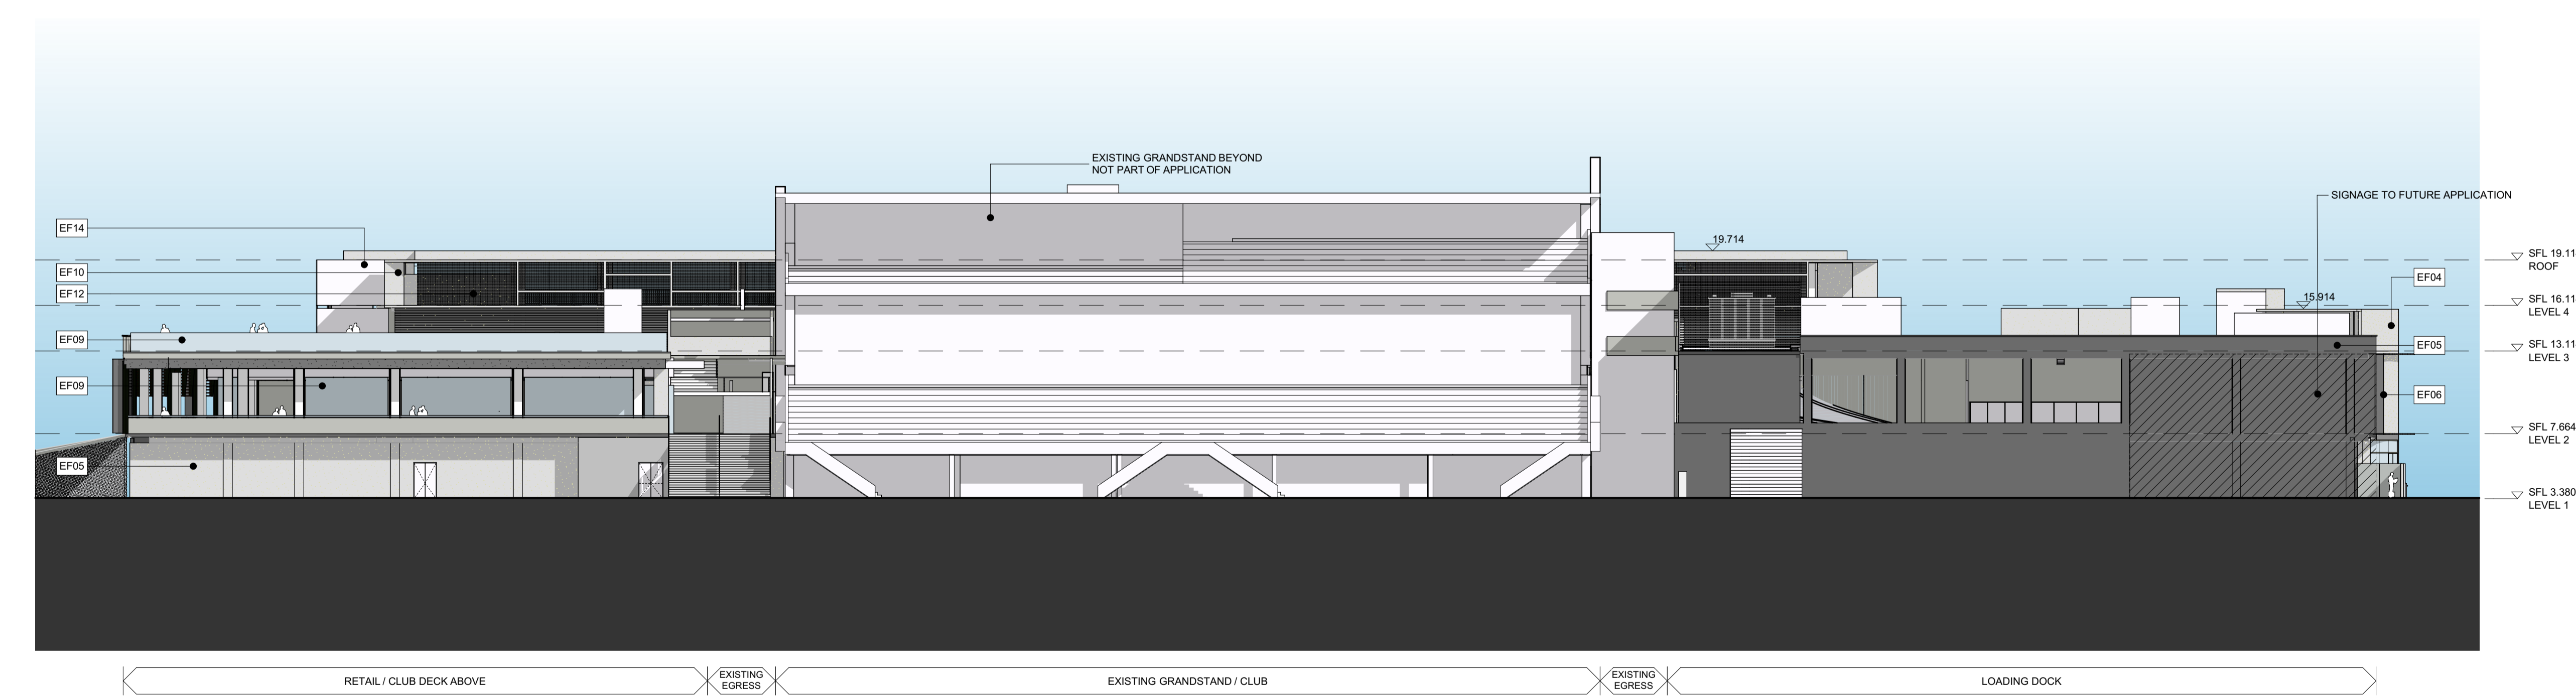 EXISTING GRANDSTAND BEYOND
NOT PART OF APPLICATION
SIGNAGE TO FUTURE APPLICATION
EF14
19.714
SFL 19.11
ROOF
EF10
EF04
EF12
15.914
SFL 16.11
LEVEL 4
EF09
EF05
SFL 13.11
LEVEL 3
EF09
EF06
SFL 7.664
LEVEL 2
EF05
SFL 3.380
LEVEL 1
RETAIL / CLUB DECK ABOVE
EXISTING
EGRESS
EXISTING GRANDSTAND / CLUB
EXISTING
EGRESS
LOADING DOCK